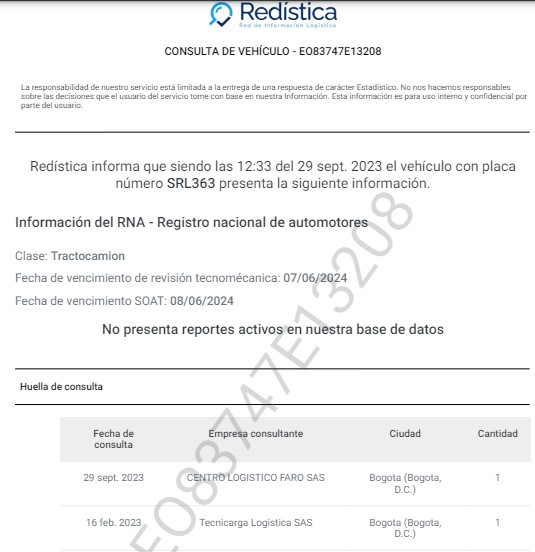 Redística
Red de Información Logística
CONSULTA DE VEHÍCULO - EO83747E13208
La responsabilidad de nuestro servicio está limitada a la entrega de una respuesta de carácter Estadístico. No nos hacemos responsables
sobre las decisiones que el usuario del servicio tome con base en nuestra Información. Esta información es para uso interno y confidencial por
parte del usuario.
Redística informa que siendo las 12:33 del 29 sept. 2023 el vehículo con placa
número SRL363 presenta la siguiente información.
Información del RNA - Registro nacional de automotores
Clase: Tractocamion
Fecha de vencimiento de revisión tecnomécanica: 07/06/2024
Fecha de vencimiento SOAT: 08/06/2024
No presenta reportes activos en nuestra base de datos
Huella de consulta
Fecha de consulta Empresa consultante Ciudad Cantidad
29 sept. 2023 CENTRO LOGISTICO FARO SAS Bogota (Bogota, D.C.) 1
16 feb. 2023 Tecnicarga Logistica SAS Bogota (Bogota, D.C.) 1
EO83747E13208